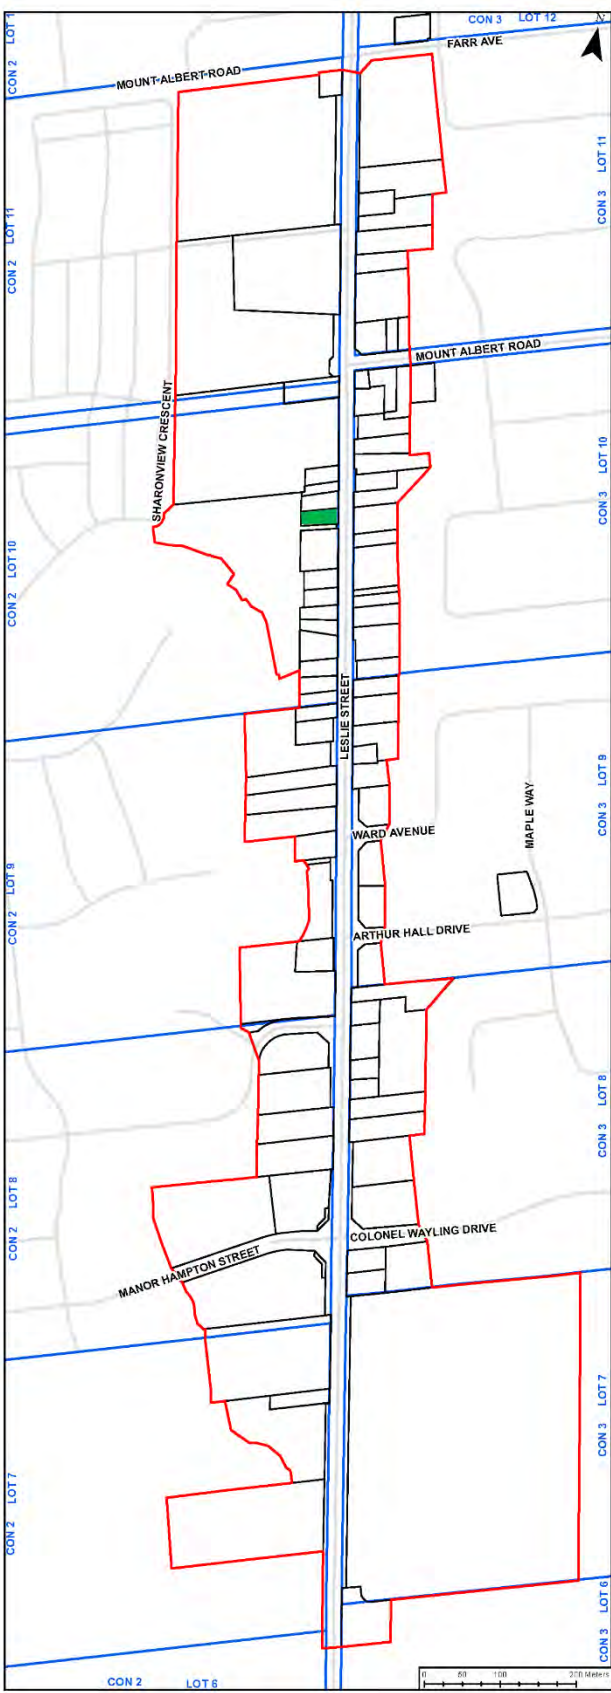 CON 3 LOT 12
N
FARR AVE
CON 2 LOT 1
MOUNT ALBERT ROAD
CON 3 LOT 11
CON 2 LOT 11
MOUNT ALBERT ROAD
SHARONVIEW CRESCENT
CON 3 LOT 10
CON 2 LOT 10
LESLIE STREET
CON 3 LOT 9
MAPLE WAY
WARD AVENUE
CON 2 LOT 9
ARTHUR HALL DRIVE
CON 3 LOT 8
CON 2 LOT 8
COLONEL WAYLING DRIVE
MANOR HAMPTON STREET
CON 3 LOT 7
CON 2 LOT 7
CON 3 LOT 6
CON 2 LOT 6
0 50 100 200 Meters